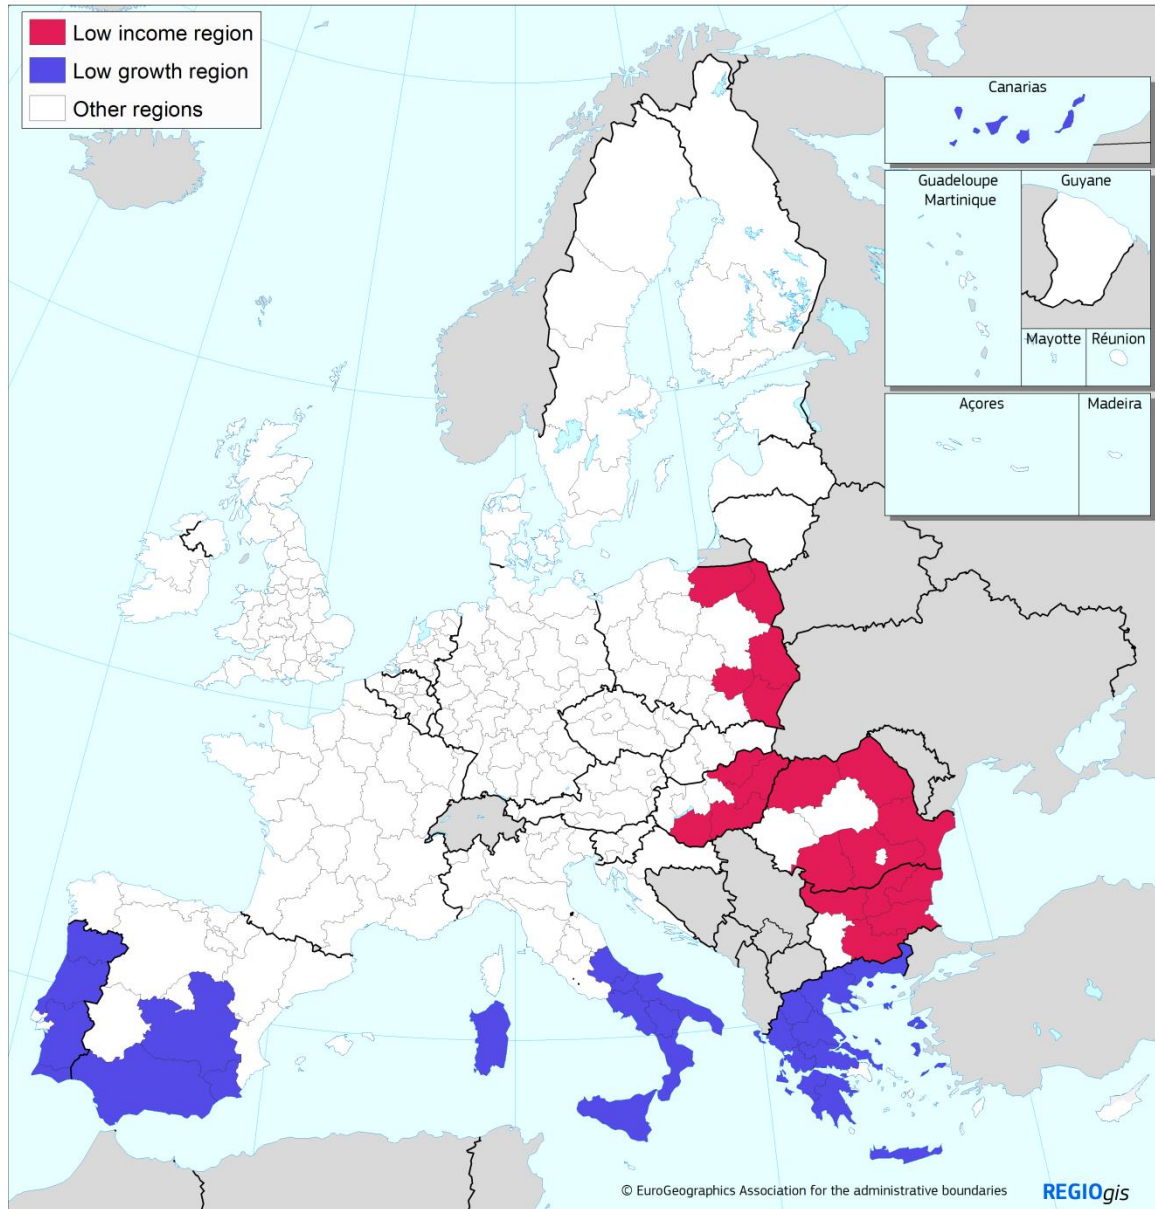 Low income region
Low growth region
Other regions
Canarias
Guadeloupe
Martinique
Guyane
Mayotte
Réunion
Açores
Madeira
© EuroGeographics Association for the administrative boundaries
REGIOgis